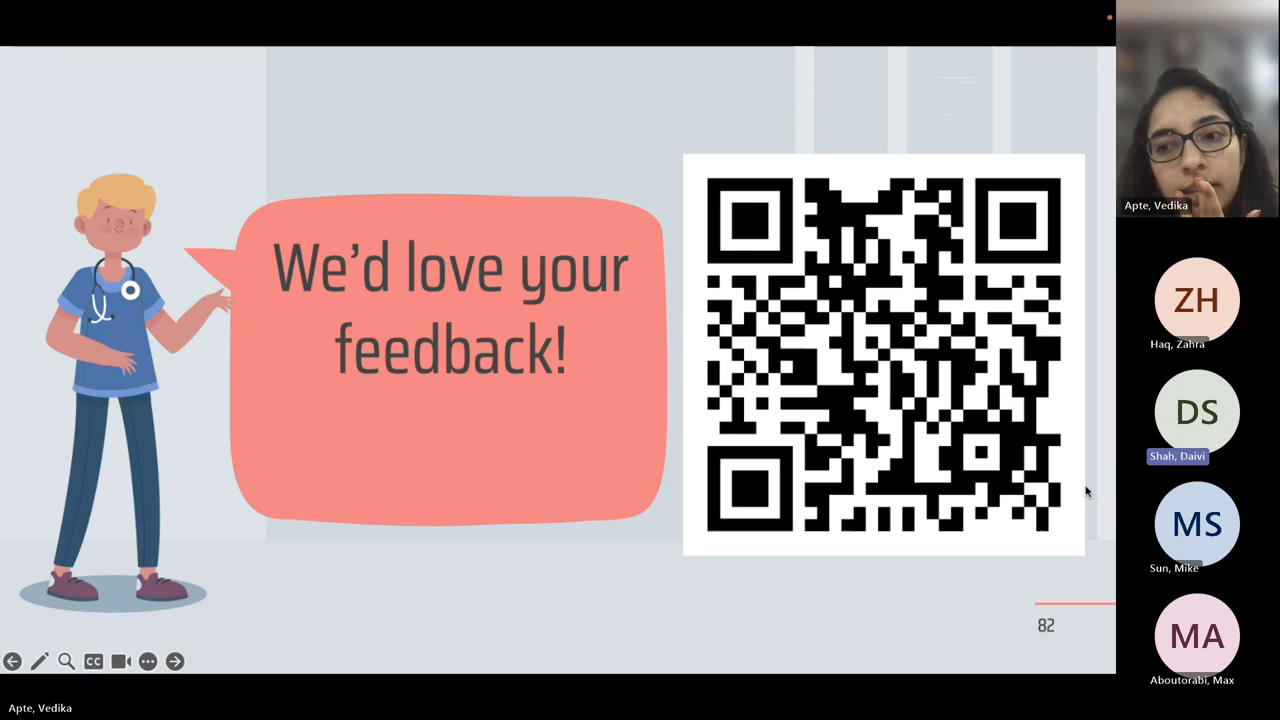 We'd love your
feedback!
82
CC
Apte, Vedika
ZH
Haq, Zahra
DS
Shah, Daivi
MS
Sun, Mike
MA
Aboutorabi, Max
Apte, Vedika